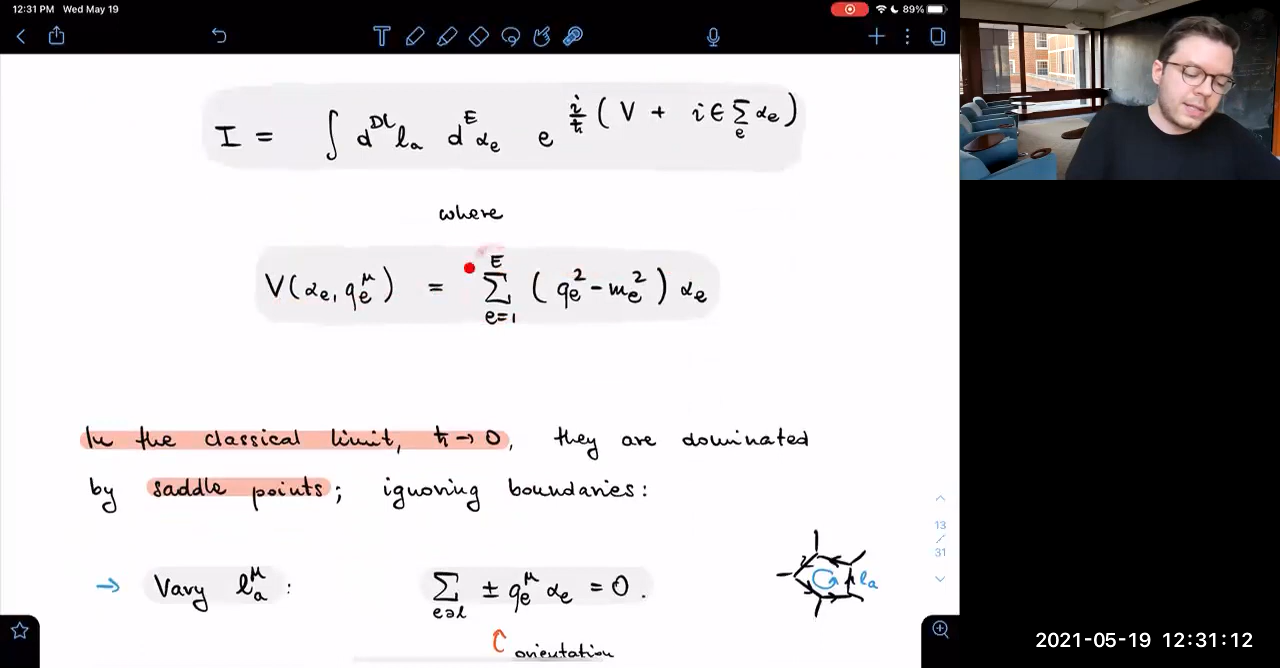 12:31 PM Wed May 19
89%
I = ∫ d^{DL} l_a d^E α_e e^{i/ħ ( V + iε Σ_e α_e )}
where
V(α_e, q_e^μ) = Σ_{e=1}^{E} ( q_e^2 - m_e^2 ) α_e
In the classical limit, ħ → 0, they are dominated
by saddle points; ignoring boundaries:
13
/
31
→ Vary l_a^μ : Σ_{e∋l} ± q_e^μ α_e = 0.
l_a
orientation
2021-05-19 12:31:12